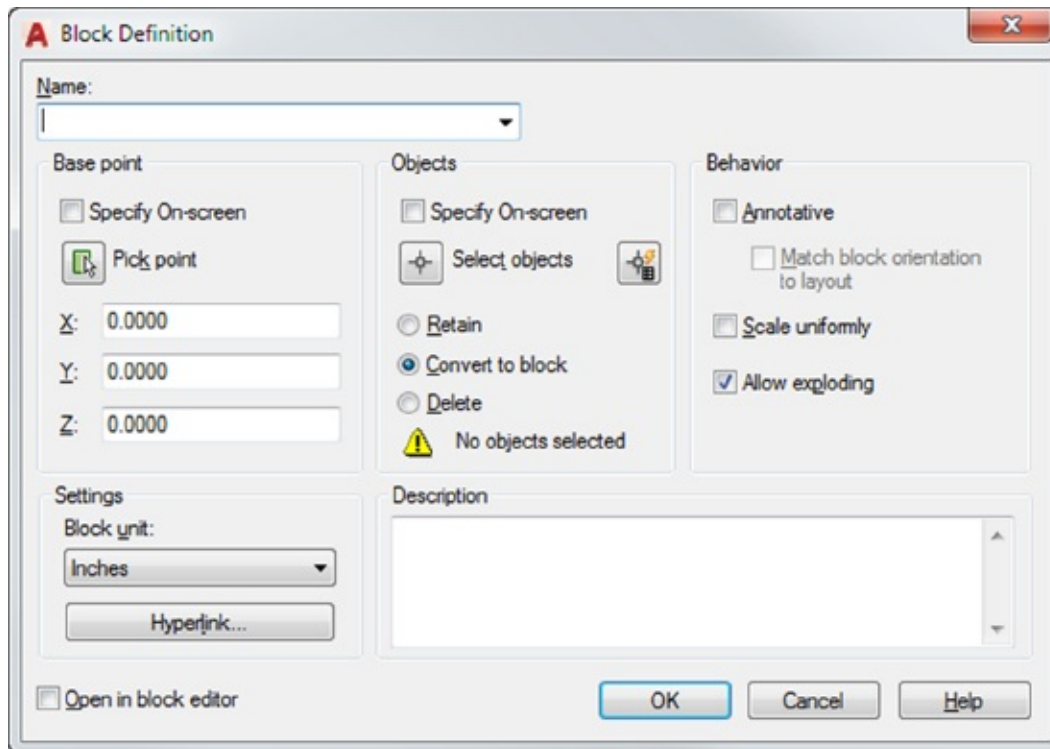 Block Definition
Name:
Base point
Specify On-screen
Pick point
X: 0.0000
Y: 0.0000
Z: 0.0000
Objects
Specify On-screen
Select objects
Retain
Convert to block
Delete
No objects selected
Behavior
Annotative
Match block orientation
to layout
Scale uniformly
Allow exploding
Settings
Block unit:
Inches
Hyperlink...
Description
Open in block editor
OK
Cancel
Help